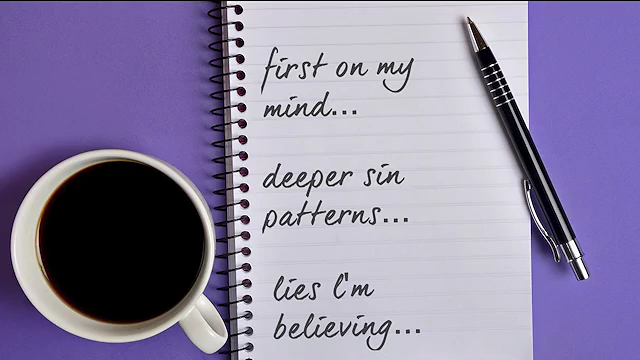 first on my
mind...
deeper sin
patterns...
lies I'm
believing...